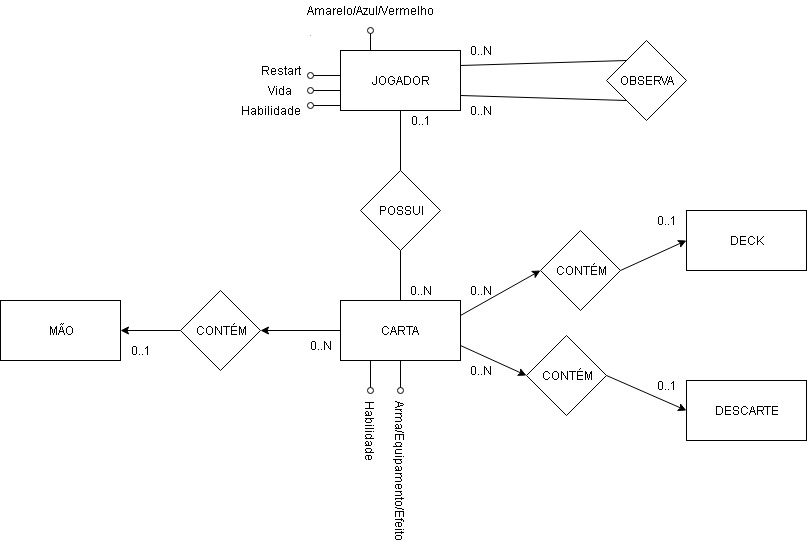 Amarelo/Azul/Vermelho
0..N
Restart
JOGADOR
OBSERVA
Vida
Habilidade
0..N
0..1
POSSUI
0..1
DECK
CONTÉM
0..N
0..N
MÃO
CONTÉM
CARTA
0..1
0..N
0..N
CONTÉM
0..1
DESCARTE
Habilidade
Arma/Equipamento/Efeito